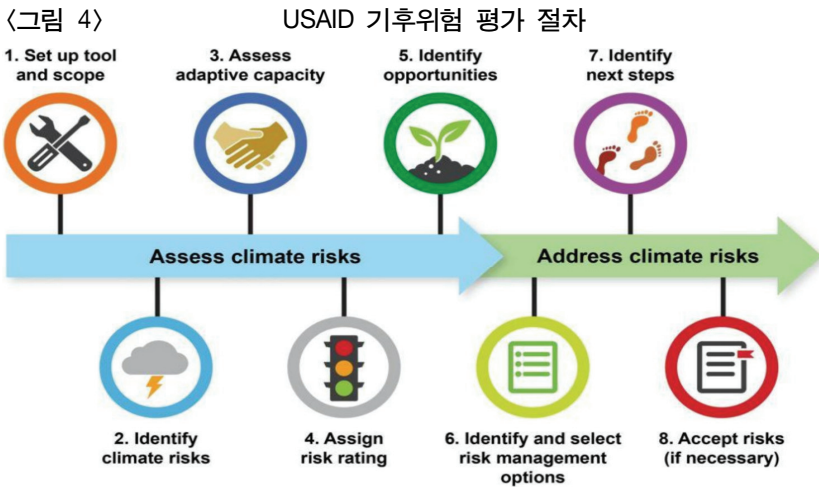 〈그림 4〉 USAID 기후위험 평가 절차
1. Set up tool
and scope
3. Assess
adaptive capacity
5. Identify
opportunities
7. Identify
next steps
Assess climate risks
Address climate risks
2. Identify
climate risks
4. Assign
risk rating
6. Identify and select
risk management
options
8. Accept risks
(if necessary)